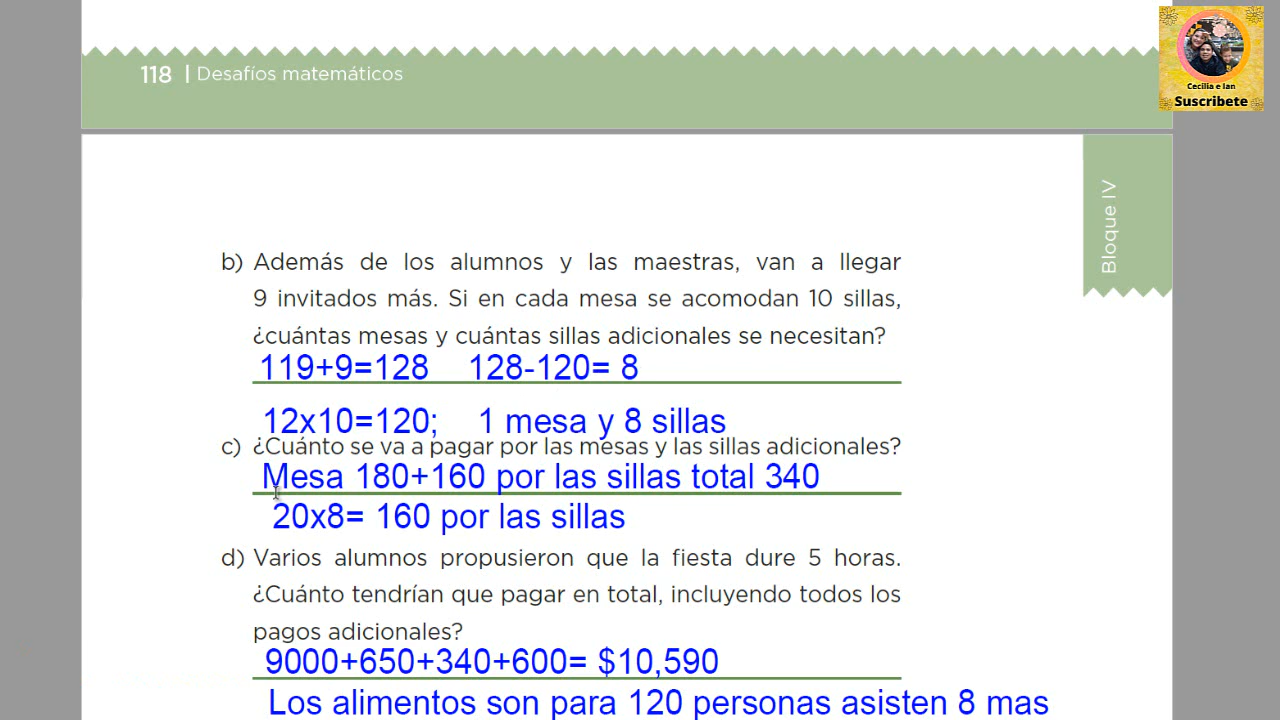 118 | Desafíos matemáticos
Cecilia e Ian
Suscribete
Bloque IV
b) Además de los alumnos y las maestras, van a llegar
9 invitados más. Si en cada mesa se acomodan 10 sillas,
¿cuántas mesas y cuántas sillas adicionales se necesitan?
119+9=128 128-120= 8
12x10=120; 1 mesa y 8 sillas
c) ¿Cuánto se va a pagar por las mesas y las sillas adicionales?
Mesa 180+160 por las sillas total 340
20x8= 160 por las sillas
d) Varios alumnos propusieron que la fiesta dure 5 horas.
¿Cuánto tendrían que pagar en total, incluyendo todos los
pagos adicionales?
9000+650+340+600= $10,590
Los alimentos son para 120 personas asisten 8 mas